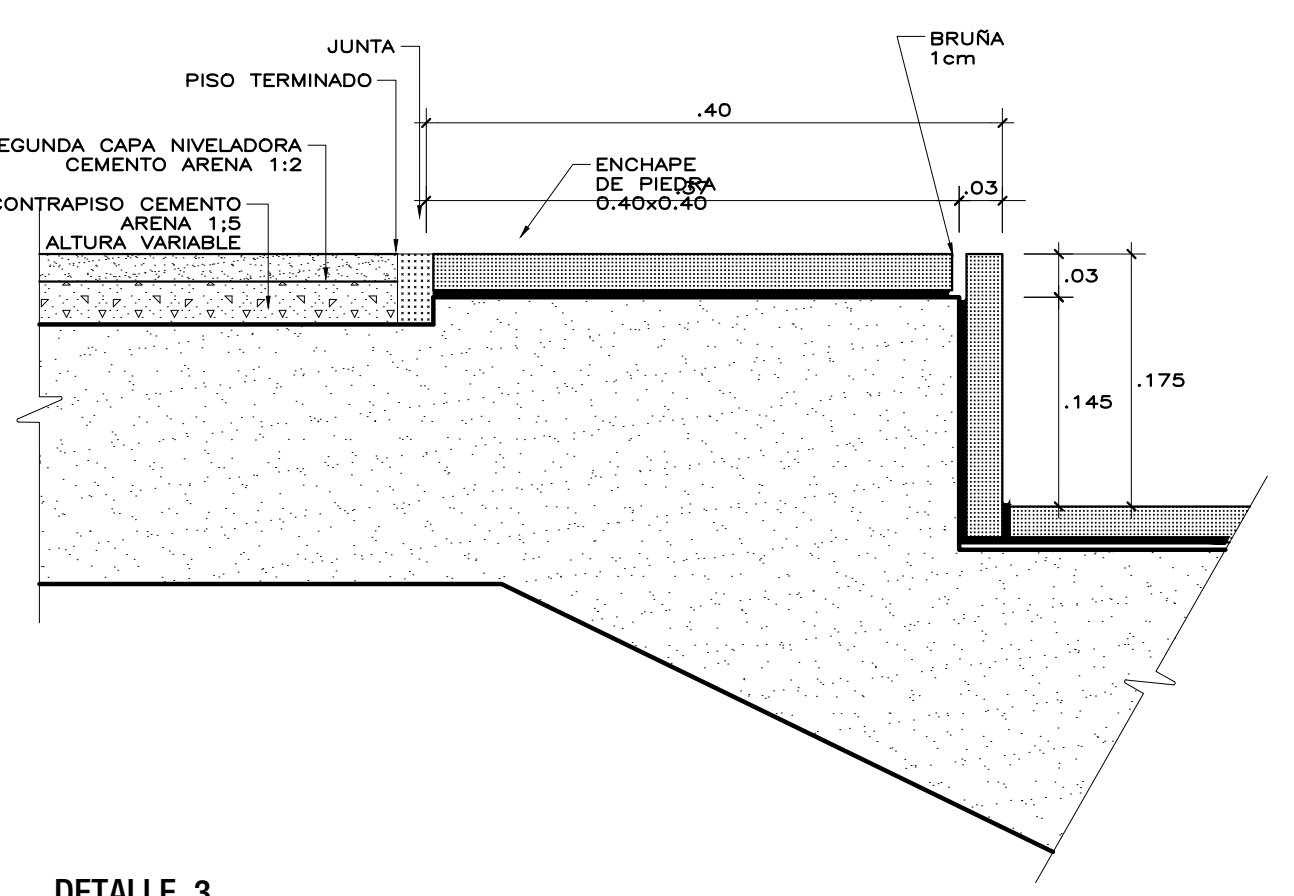 JUNTA
PISO TERMINADO
EGUNDA CAPA NIVELADORA
CEMENTO ARENA 1:2
CONTRAPISO CEMENTO
ARENA 1;5
ALTURA VARIABLE
BRUÑA
1cm
.40
ENCHAPE
DE PIEDRA
0.40x0.40
.37
.03
.03
.145
.175
DETALLE 3